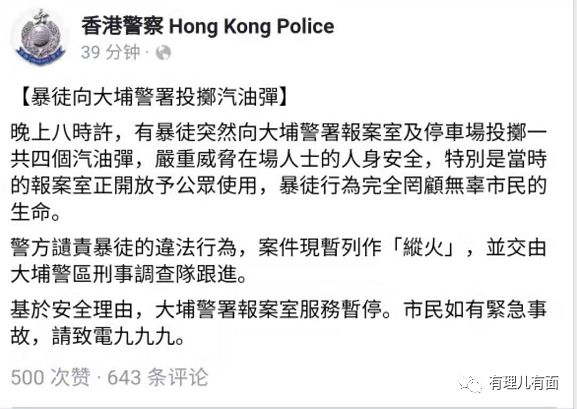 香港警察 Hong Kong Police
39 分钟 ·
【暴徒向大埔警署投擲汽油彈】
晚上八時許，有暴徒突然向大埔警署報案室及停車場投擲一
共四個汽油彈，嚴重威脅在場人士的人身安全，特別是當時
的報案室正開放予公眾使用，暴徒行為完全罔顧無辜市民的
生命。
警方譴責暴徒的違法行為，案件現暫列作「縱火」，並交由
大埔警區刑事調查隊跟進。
基於安全理由，大埔警署報案室服務暫停。市民如有緊急事
故，請致電九九九。
500 次赞 · 643 条评论
有理儿有面